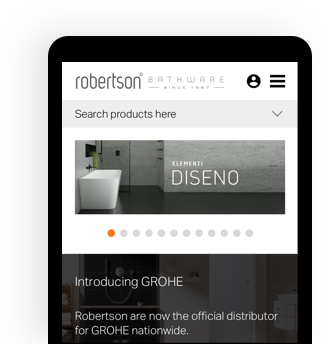 robertson® BATHWARE
SINCE 1997
Search products here
ELEMENTI
DISENO
Introducing GROHE
Robertson are now the official distributor
for GROHE nationwide.